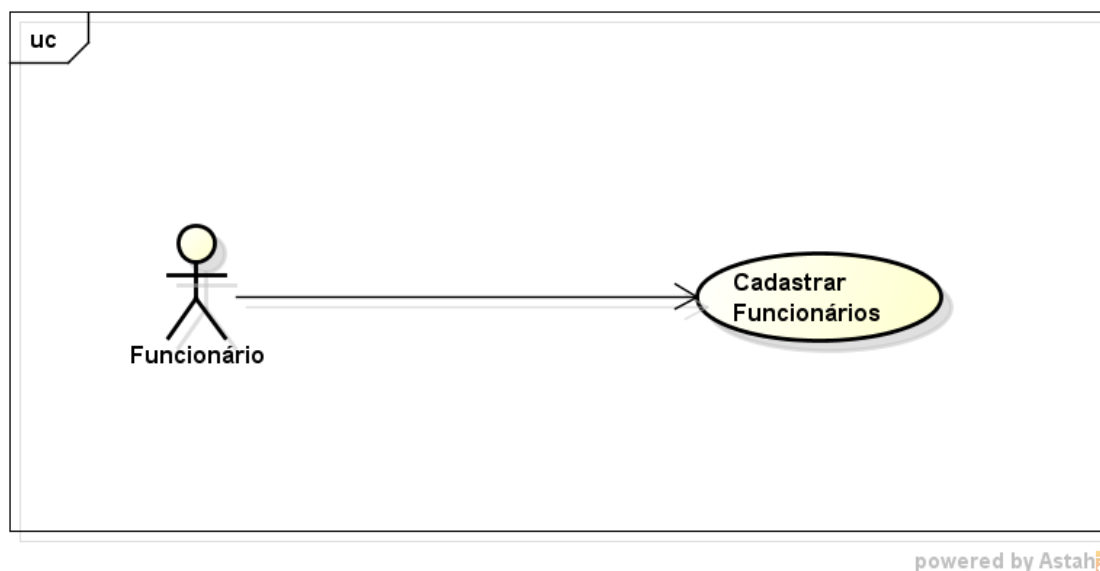 uc
Cadastrar
Funcionários
Funcionário
powered by Astah